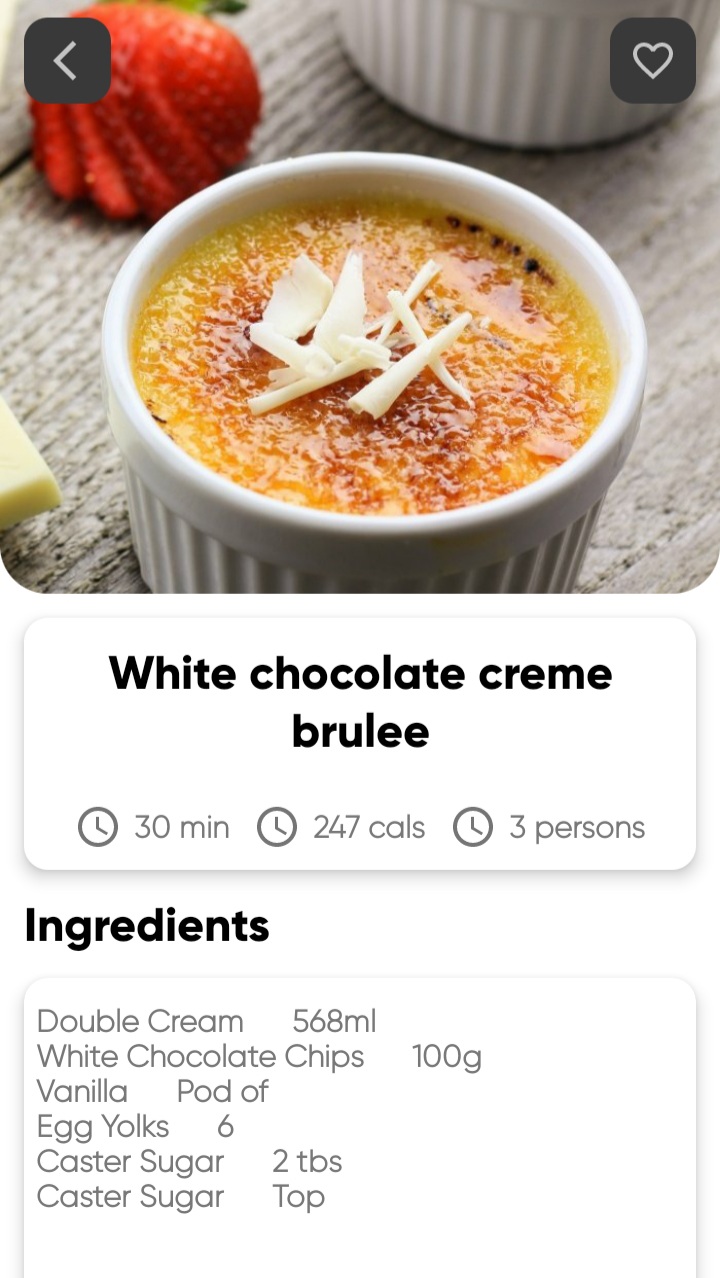 White chocolate creme
brulee
30 min 247 cals 3 persons
Ingredients
Double Cream 568ml
White Chocolate Chips 100g
Vanilla Pod of
Egg Yolks 6
Caster Sugar 2 tbs
Caster Sugar Top